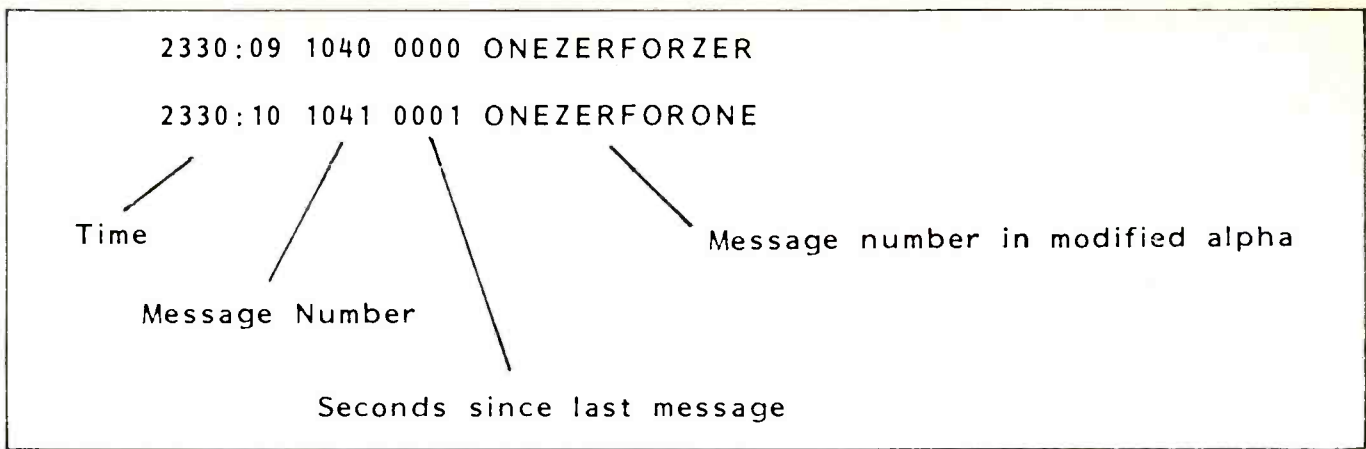 2330:09 1040 0000 ONEZERFORZER
2330:10 1041 0001 ONEZERFORONE
Time
Message number in modified alpha
Message Number
Seconds since last message